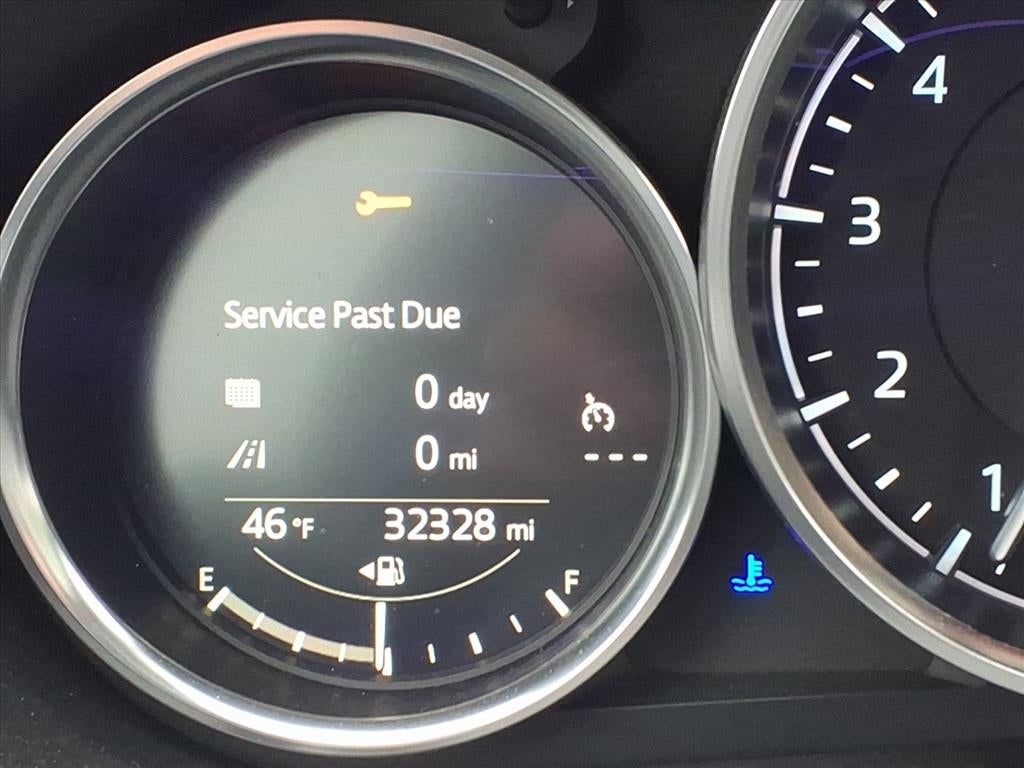 Service Past Due
0 day
0 mi
46 °F 32328 mi
E F
4
3
2
1